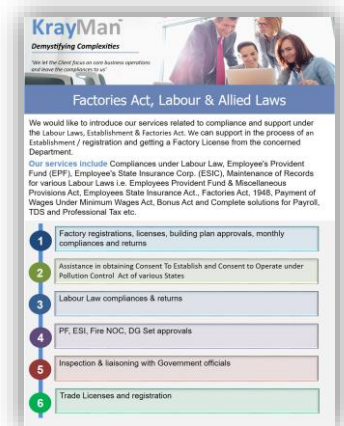 KrayMan
Demystifying Complexities
"We let the Client focus on core business operations
and leave the compliances to us"
Factories Act, Labour & Allied Laws
We would like to introduce our services related to compliance and support under
the Labour Laws, Establishment & Factories Act. We can support in the process of an
Establishment / registration and getting a Factory License from the concerned
Department.
Our services include Compliances under Labour Law, Employee's Provident
Fund (EPF), Employee's State Insurance Corp. (ESIC), Maintenance of Records
for various Labour Laws i.e. Employees Provident Fund & Miscellaneous
Provisions Act, Employees State Insurance Act., Factories Act, 1948, Payment of
Wages Under Minimum Wages Act, Bonus Act and Complete solutions for Payroll,
TDS and Professional Tax etc.
1 Factory registrations, licenses, building plan approvals, monthly
compliances and returns
2 Assistance in obtaining Consent To Establish and Consent to Operate under
Pollution Control Act of various States
3 Labour Law compliances & returns
4 PF, ESI, Fire NOC, DG Set approvals
5 Inspection & liaisoning with Government officials
6 Trade Licenses and registration